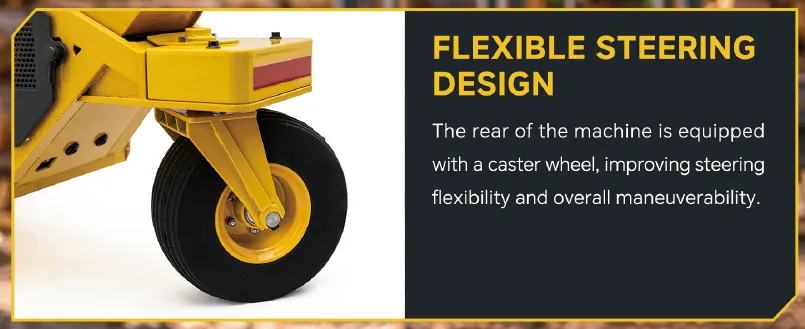 FLEXIBLE STEERING
DESIGN
The rear of the machine is equipped
with a caster wheel, improving steering
flexibility and overall maneuverability.